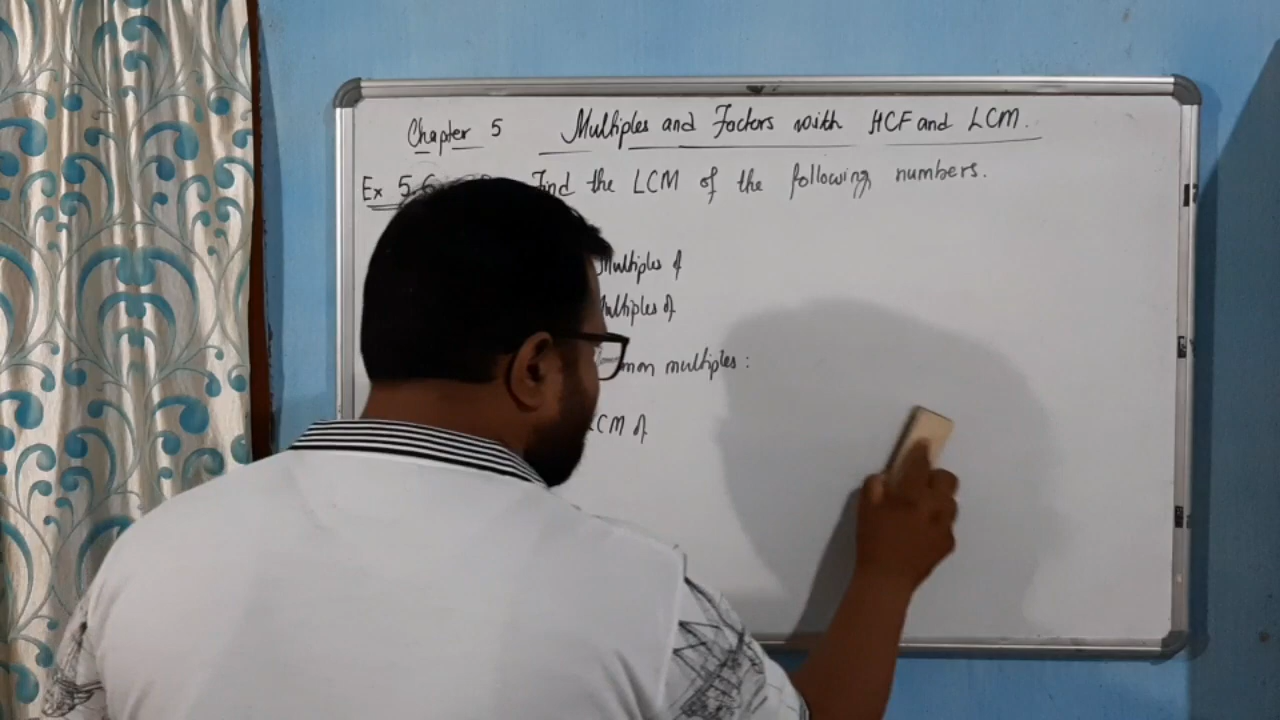 Chapter 5 Multiples and Factors with HCF and LCM.
Ex 5.6 Find the LCM of the following numbers.
Multiples of
Multiples of
Common multiples:
LCM of